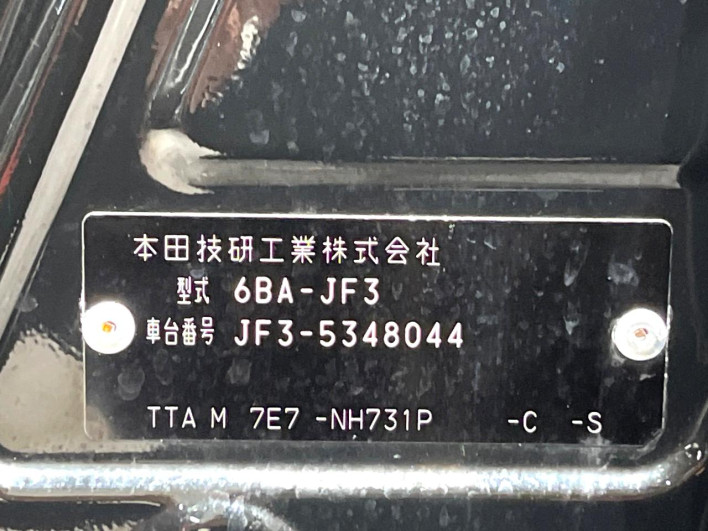 本田技研工業株式会社
型式 6BA-JF3
車台番号 JF3-5348044
TTA M 7E7 -NH731P -C -S